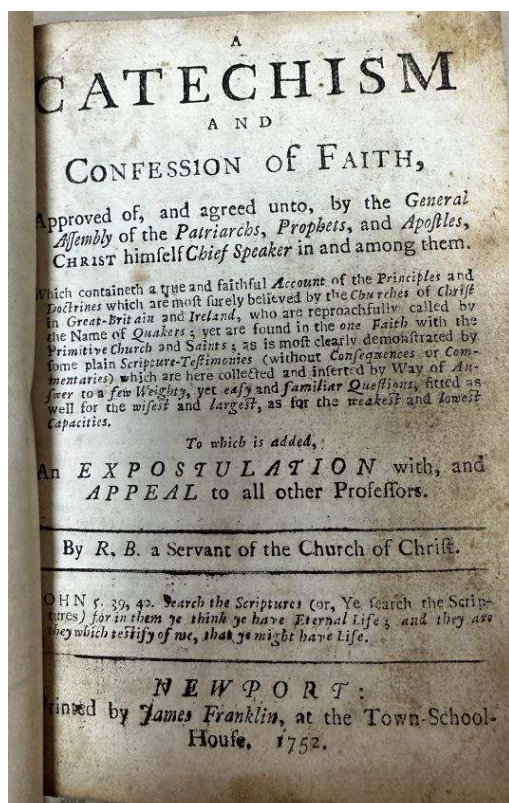 A
CATECHISM
AND
CONFESSION of FAITH,
Approved of, and agreed unto, by the General
Aſſembly of the Patriarchs, Prophets, and Apoſtles,
CHRIST himſelf Chief Speaker in and among them.
Which containeth a true and faithful Account of the Principles and
Doctrines which are moſt ſurely believed by the Churches of Chriſt
in Great-Britain and Ireland, who are reproachfully called by
the Name of Quakers; yet are found in the one Faith with the
Primitive Church and Saints; as is moſt clearly demonſtrated by
ſome plain Scripture-Teſtimonies (without Conſequences or Com-
mentaries) which are here collected and inſerted by Way of An-
ſwer to a few Weighty, yet eaſy and familiar Queſtions, fitted as
well for the wiſeſt and largeſt, as for the weakeſt and loweſt
Capacities.
To which is added,
An EXPOSTULATION with, and
APPEAL to all other Profeſſors.
By R. B. a Servant of the Church of Chriſt.
JOHN 5. 39, 40. Search the Scriptures (or, Ye ſearch the Scrip-
tures) for in them ye think ye have Eternal Life; and they are
they which teſtify of me, that ye might have Life.
NEWPORT:
Printed by James Franklin, at the Town-School-
Houſe. 1752.